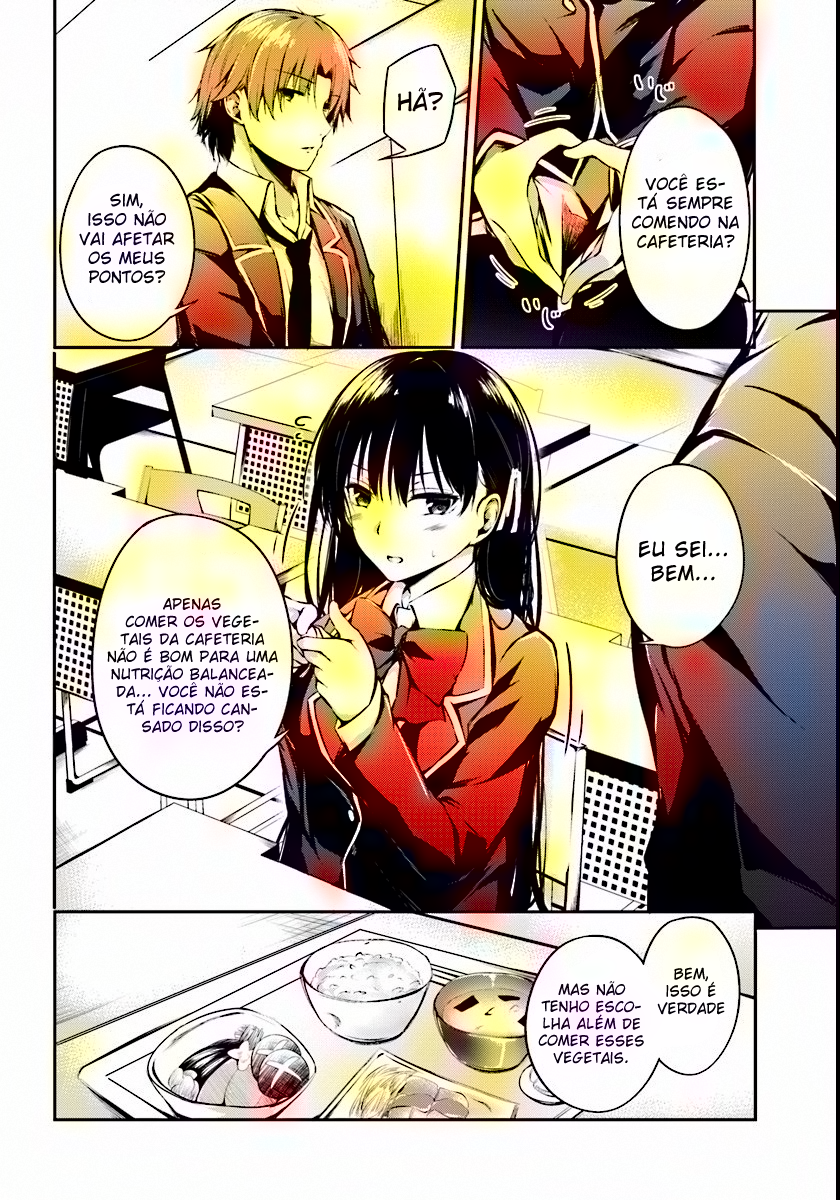 VOCÊ ES-
TÁ SEMPRE
COMENDO NA
CAFETERIA?
HÃ?
SIM,
ISSO NÃO
VAI AFETAR
OS MEUS
PONTOS?
EU SEI...
BEM...
APENAS
COMER OS VEGE-
TAIS DA CAFETERIA
NÃO É BOM PARA UMA
NUTRIÇÃO BALANCEA-
DA... VOCÊ NÃO ES-
TÁ FICANDO CAN-
SADO DISSO?
BEM,
ISSO É
VERDADE
MAS NÃO
TENHO ESCO-
LHA ALÉM DE
COMER ESSES
VEGETAIS.